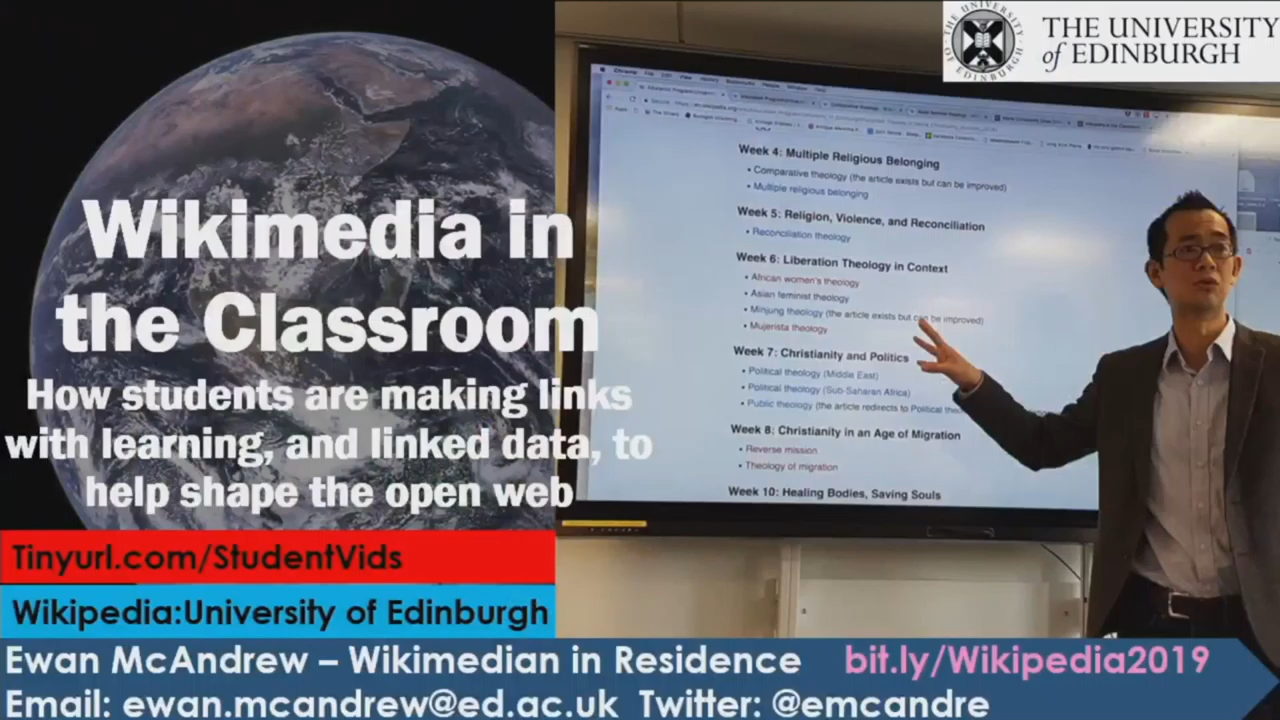 THE UNIVERSITY
of EDINBURGH
Wikimedia in
the Classroom
How students are making links
with learning, and linked data, to
help shape the open web
Tinyurl.com/StudentVids
Wikipedia:University of Edinburgh
Week 4: Multiple Religious Belonging
• Comparative theology (the article exists but can be improved)
• Multiple religious belonging
Week 5: Religion, Violence, and Reconciliation
• Reconciliation theology
Week 6: Liberation Theology in Context
• African women's theology
• Asian feminist theology
• Minjung theology (the article exists but can be improved)
• Mujerista theology
Week 7: Christianity and Politics
• Political theology (Middle East)
• Political theology (Sub-Saharan Africa)
• Public theology (the article redirects to Political
Week 8: Christianity in an Age of Migration
• Reverse mission
• Theology of migration
Week 10: Healing Bodies, Saving Souls
Ewan McAndrew – Wikimedian in Residence bit.ly/Wikipedia2019
Email: ewan.mcandrew@ed.ac.uk Twitter: @emcandre